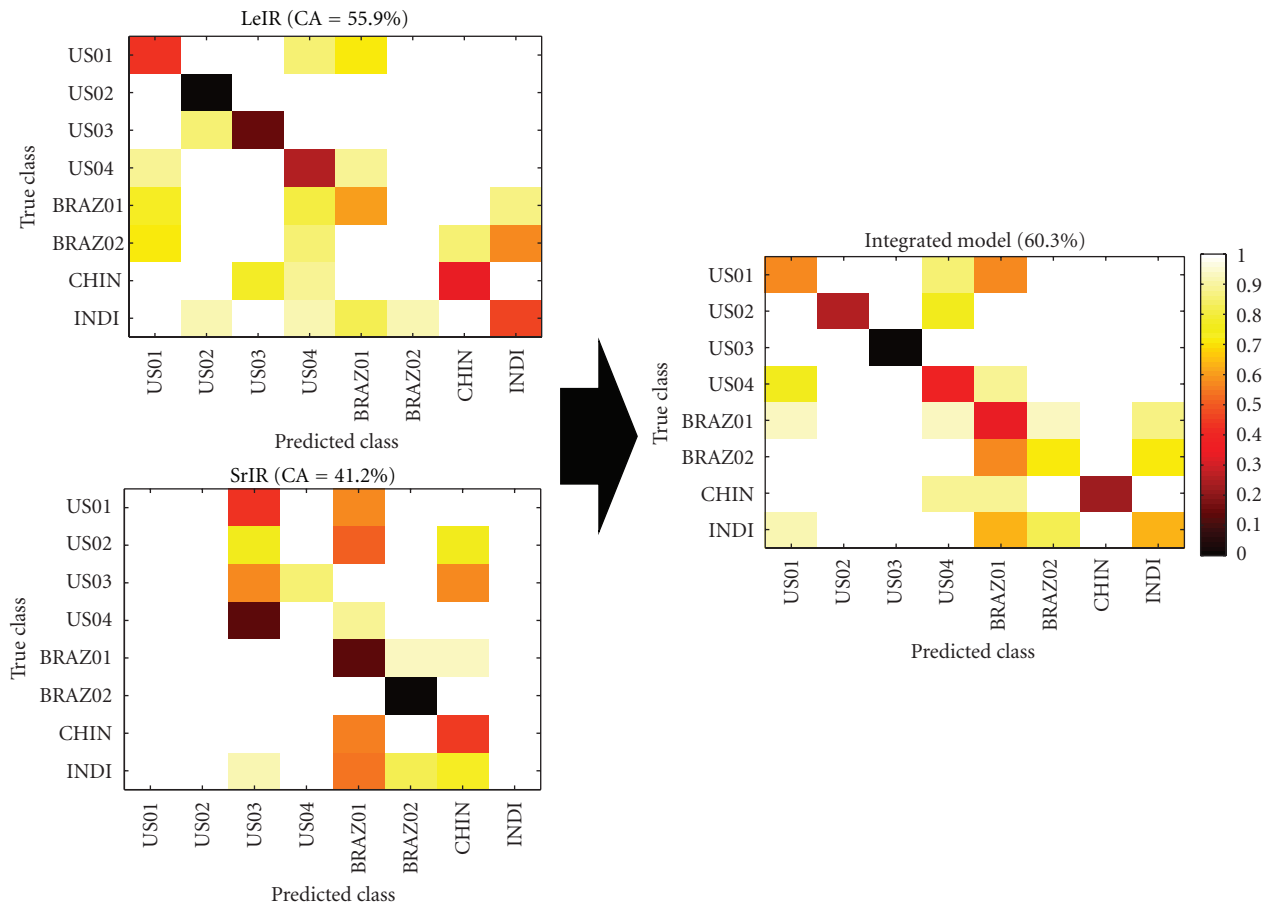 LeIR (CA = 55.9%)
True class
US01
US02
US03
US04
BRAZ01
BRAZ02
CHIN
INDI
US01
US02
US03
US04
BRAZ01
BRAZ02
CHIN
INDI
Predicted class
SrIR (CA = 41.2%)
True class
US01
US02
US03
US04
BRAZ01
BRAZ02
CHIN
INDI
US01
US02
US03
US04
BRAZ01
BRAZ02
CHIN
INDI
Predicted class
Integrated model (60.3%)
True class
US01
US02
US03
US04
BRAZ01
BRAZ02
CHIN
INDI
US01
US02
US03
US04
BRAZ01
BRAZ02
CHIN
INDI
Predicted class
1
0.9
0.8
0.7
0.6
0.5
0.4
0.3
0.2
0.1
0